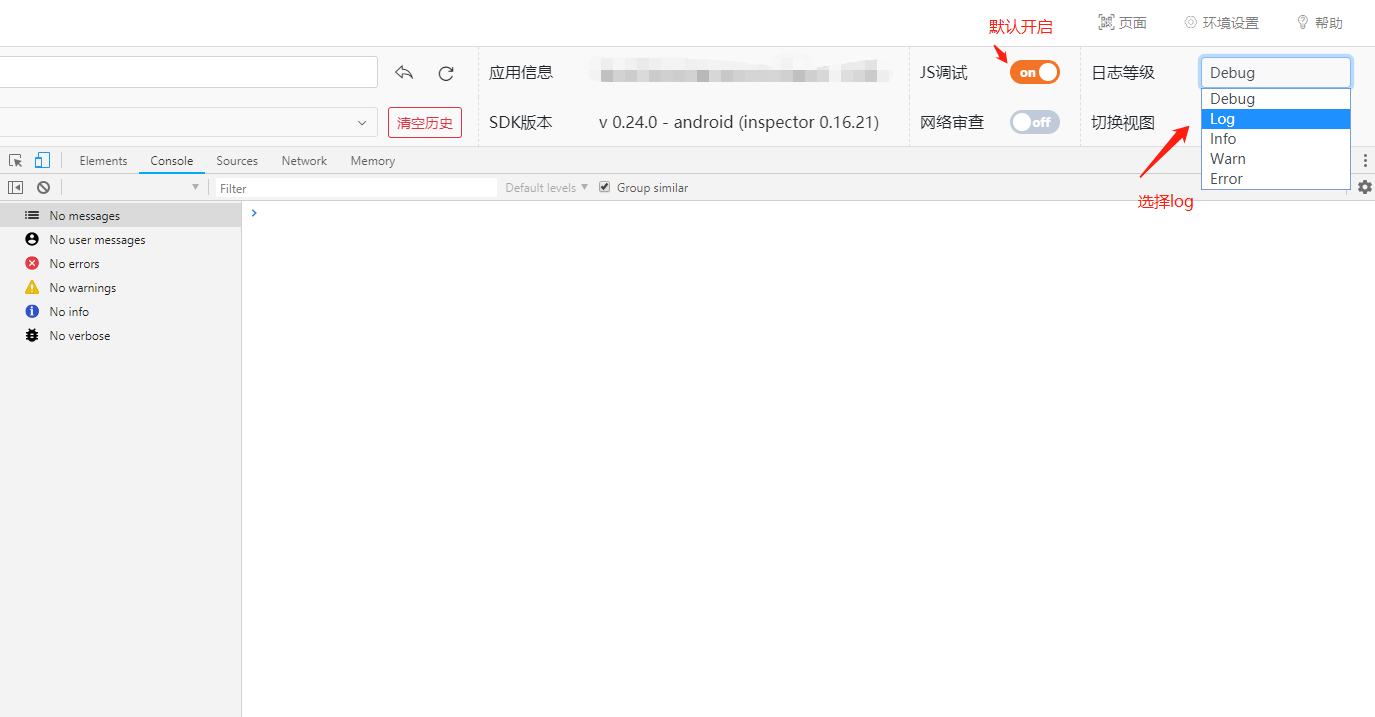 默认开启
页面
环境设置
帮助
应用信息
JS调试
on
日志等级
Debug
清空历史
SDK版本
v 0.24.0 - android (inspector 0.16.21)
网络审查
off
切换视图
Debug
Log
Info
Warn
Error
选择log
Elements
Console
Sources
Network
Memory
Filter
Default levels
Group similar
No messages
No user messages
No errors
No warnings
No info
No verbose